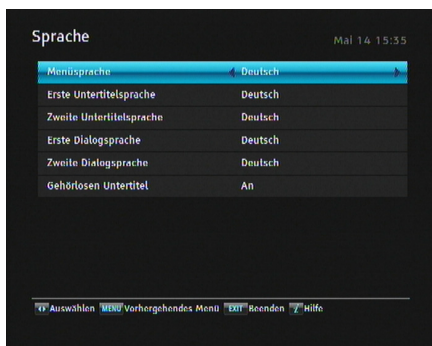 Sprache
Mai 14 15:35
Menüsprache Deutsch
Erste Untertitelsprache Deutsch
Zweite Untertitelsprache Deutsch
Erste Dialogsprache Deutsch
Zweite Dialogsprache Deutsch
Gehörlosen Untertitel An
Auswählen MENU Vorhergehendes Menü EXIT Beenden i Hilfe